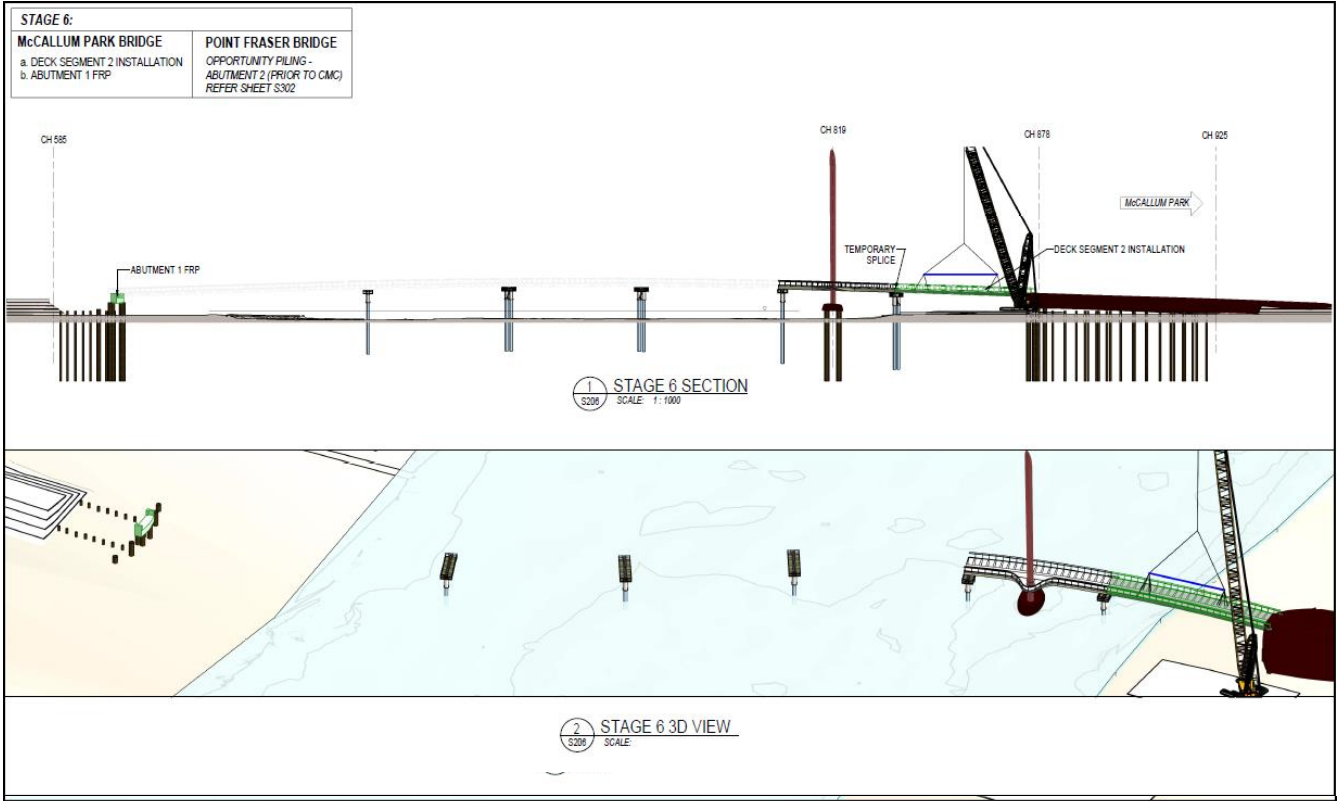 STAGE 6:
McCALLUM PARK BRIDGE
a. DECK SEGMENT 2 INSTALLATION
b. ABUTMENT 1 FRP
POINT FRASER BRIDGE
OPPORTUNITY PILING -
ABUTMENT 2 (PRIOR TO CMC)
REFER SHEET S302
CH 585
CH 819
CH 878
CH 925
McCALLUM PARK
TEMPORARY
SPLICE
DECK SEGMENT 2 INSTALLATION
ABUTMENT 1 FRP
1
S206
STAGE 6 SECTION
SCALE: 1 : 1000
2
S206
STAGE 6 3D VIEW
SCALE: